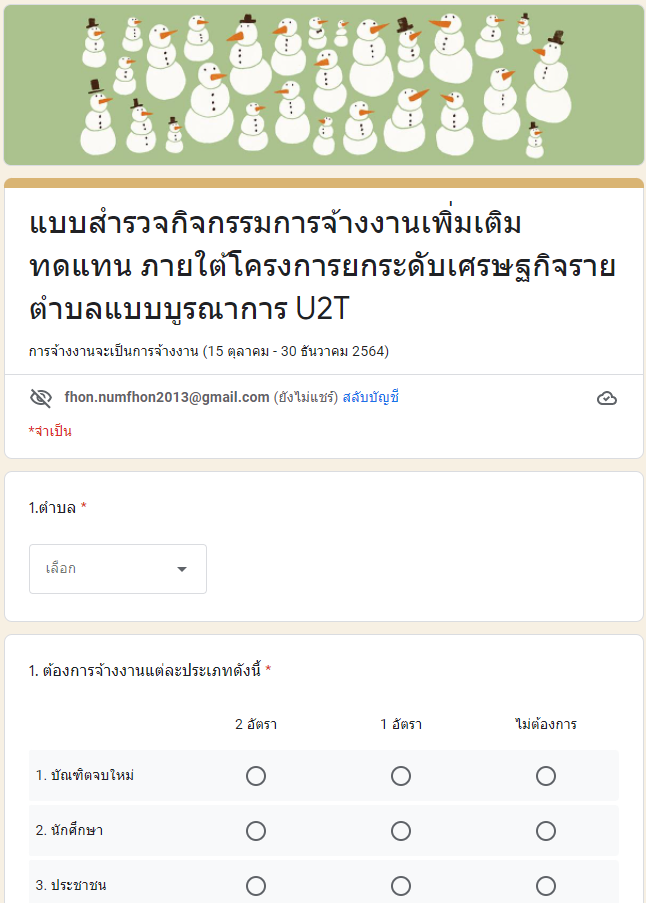 แบบสำรวจกิจกรรมการจ้างงานเพิ่มเติม
ทดแทน ภายใต้โครงการยกระดับเศรษฐกิจราย
ตำบลแบบบูรณาการ U2T
การจ้างงานจะเป็นการจ้างงาน (15 ตุลาคม - 30 ธันวาคม 2564)
fhon.numfhon2013@gmail.com (ยังไม่แชร์) สลับบัญชี
*จำเป็น
1.ตำบล *
เลือก
1. ต้องการจ้างงานแต่ละประเภทดังนี้ *
2 อัตรา 1 อัตรา ไม่ต้องการ
1. บัณฑิตจบใหม่
2. นักศึกษา
3. ประชาชน